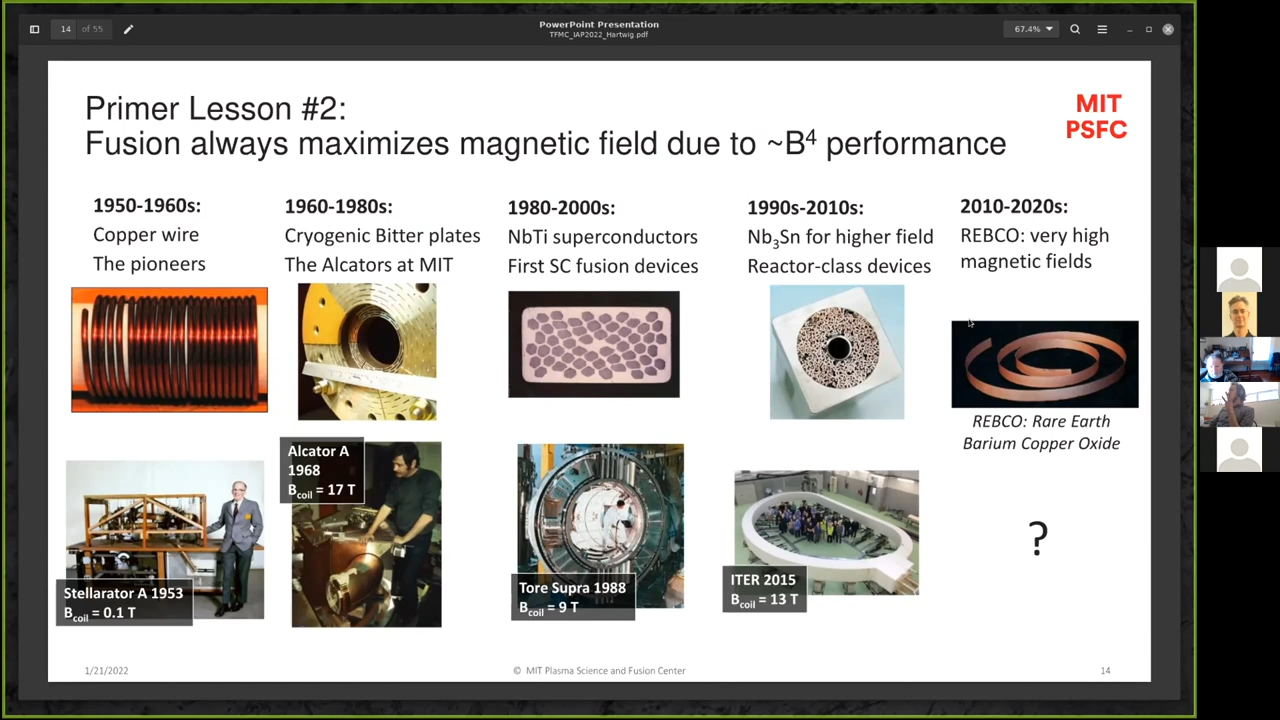 PowerPoint Presentation
TFMC_IAP2022_Hartwig.pdf
14 of 55
67.4%
Primer Lesson #2:
Fusion always maximizes magnetic field due to ~B⁴ performance
MIT
PSFC
1950-1960s:
Copper wire
The pioneers
1960-1980s:
Cryogenic Bitter plates
The Alcators at MIT
1980-2000s:
NbTi superconductors
First SC fusion devices
1990s-2010s:
Nb₃Sn for higher field
Reactor-class devices
2010-2020s:
REBCO: very high
magnetic fields
REBCO: Rare Earth
Barium Copper Oxide
Stellarator A 1953
Bcoil = 0.1 T
Alcator A
1968
Bcoil = 17 T
Tore Supra 1988
Bcoil = 9 T
ITER 2015
Bcoil = 13 T
?
1/21/2022
© MIT Plasma Science and Fusion Center
14